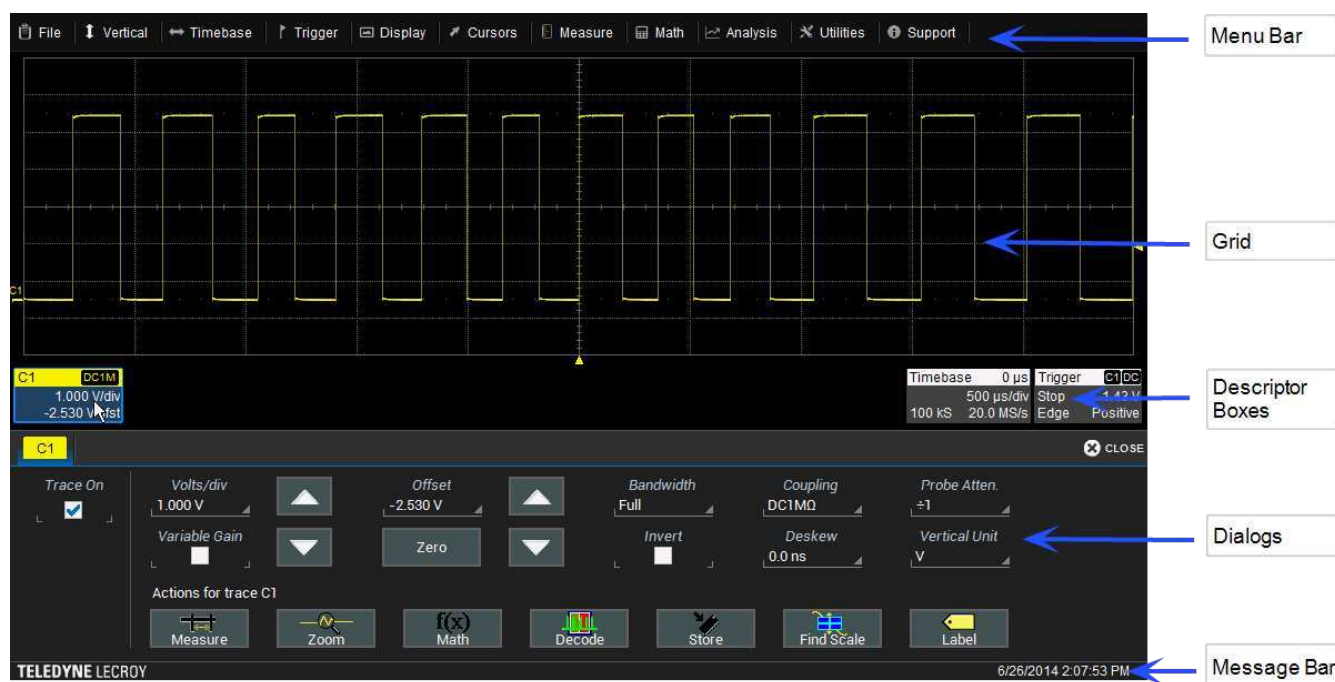 File Vertical Timebase Trigger Display Cursors Measure Math Analysis Utilities Support
Menu Bar
Grid
C1
C1 DC1M
1.000 V/div
-2.530 V ofst
Timebase 0 µs
500 µs/div
100 kS 20.0 MS/s
Trigger C1 DC
Stop 1.42 V
Edge Positive
Descriptor
Boxes
C1
CLOSE
Trace On
Volts/div
1.000 V
Variable Gain
Offset
-2.530 V
Zero
Bandwidth
Full
Invert
Coupling
DC1MΩ
Deskew
0.0 ns
Probe Atten.
÷1
Vertical Unit
V
Dialogs
Actions for trace C1
Measure
Zoom
f(x)
Math
Decode
Store
Find Scale
Label
TELEDYNE LECROY
6/26/2014 2:07:53 PM
Message Bar